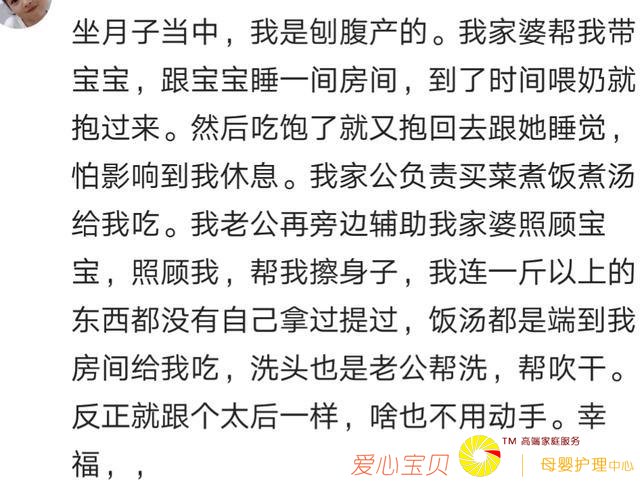 坐月子当中，我是刨腹产的。我家婆帮我带
宝宝，跟宝宝睡一间房间，到了时间喂奶就
抱过来。然后吃饱了就又抱回去跟她睡觉，
怕影响到我休息。我家公负责买菜煮饭煮汤
给我吃。我老公再旁边辅助我家婆照顾宝
宝，照顾我，帮我擦身子，我连一斤以上的
东西都没有自己拿过提过，饭汤都是端到我
房间给我吃，洗头也是老公帮洗，帮吹干。
反正就跟个太后一样，啥也不用动手。幸
福，，
爱心宝贝 TM 高端家庭服务
母婴护理中心